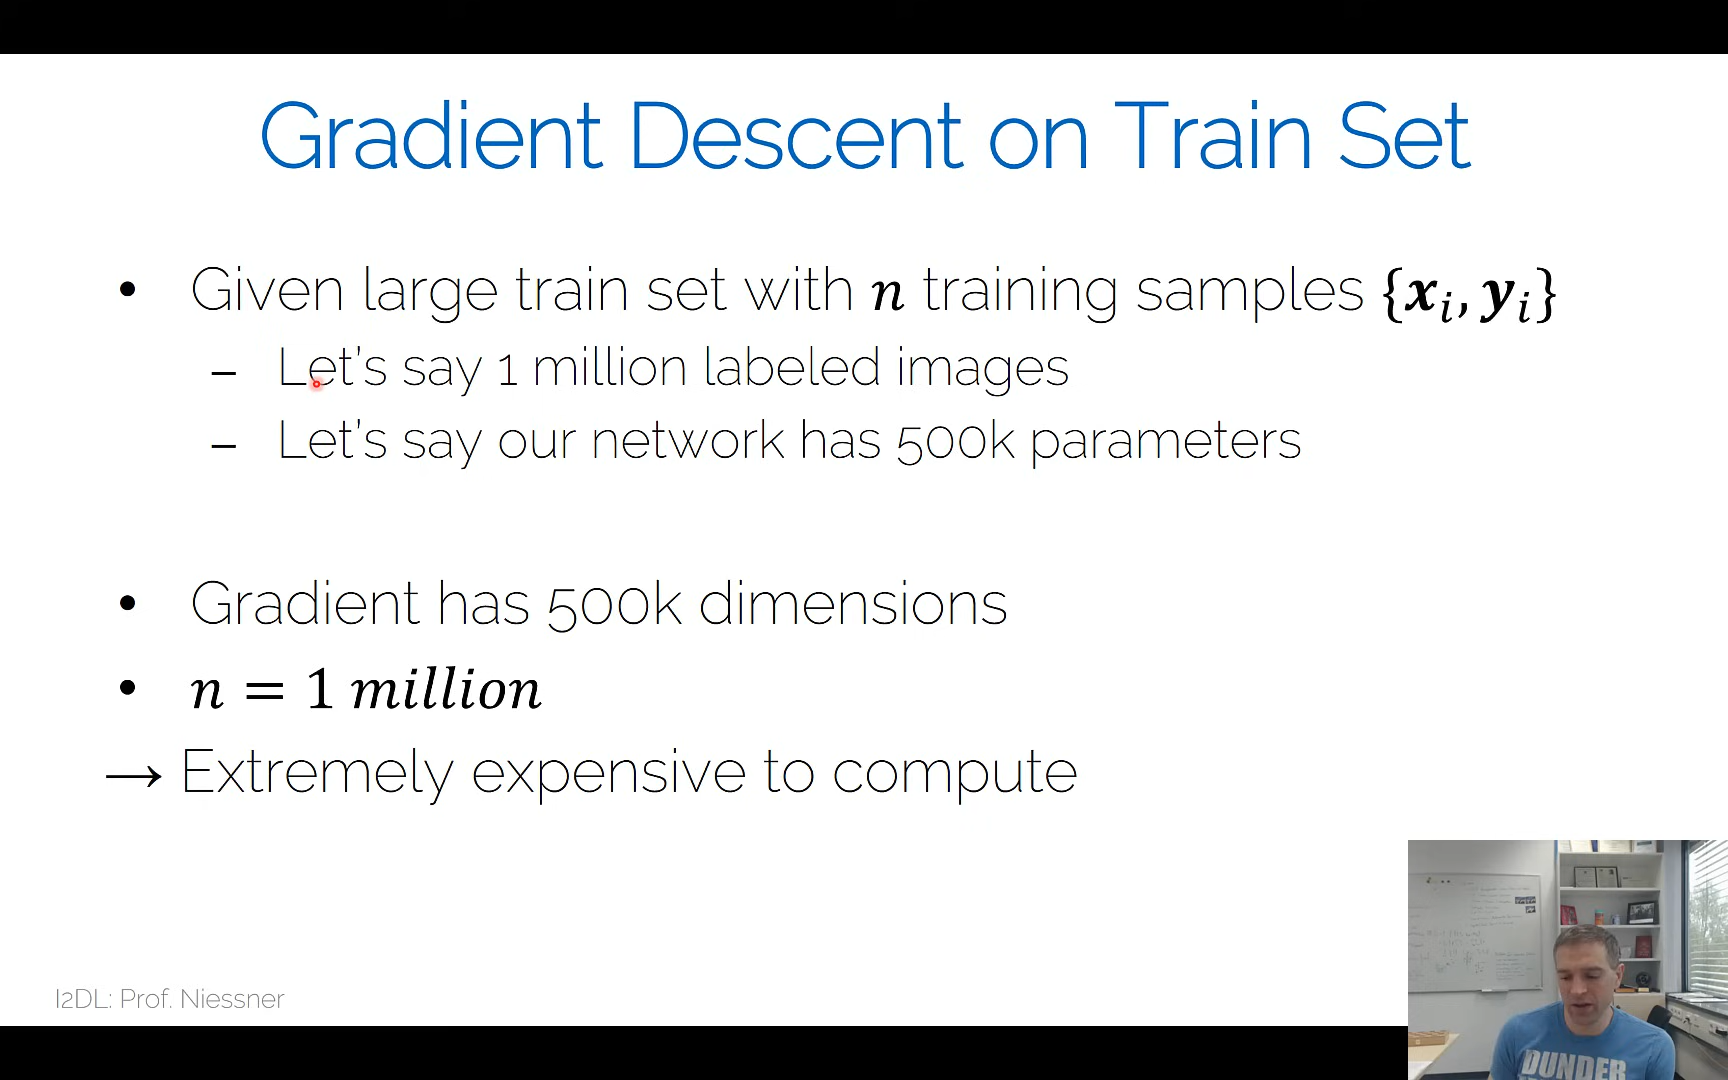 Gradient Descent on Train Set
• Given large train set with n training samples {xᵢ, yᵢ}
– Let's say 1 million labeled images
– Let's say our network has 500k parameters
• Gradient has 500k dimensions
• n = 1 million
→ Extremely expensive to compute
I2DL: Prof. Niessner
DUNDER